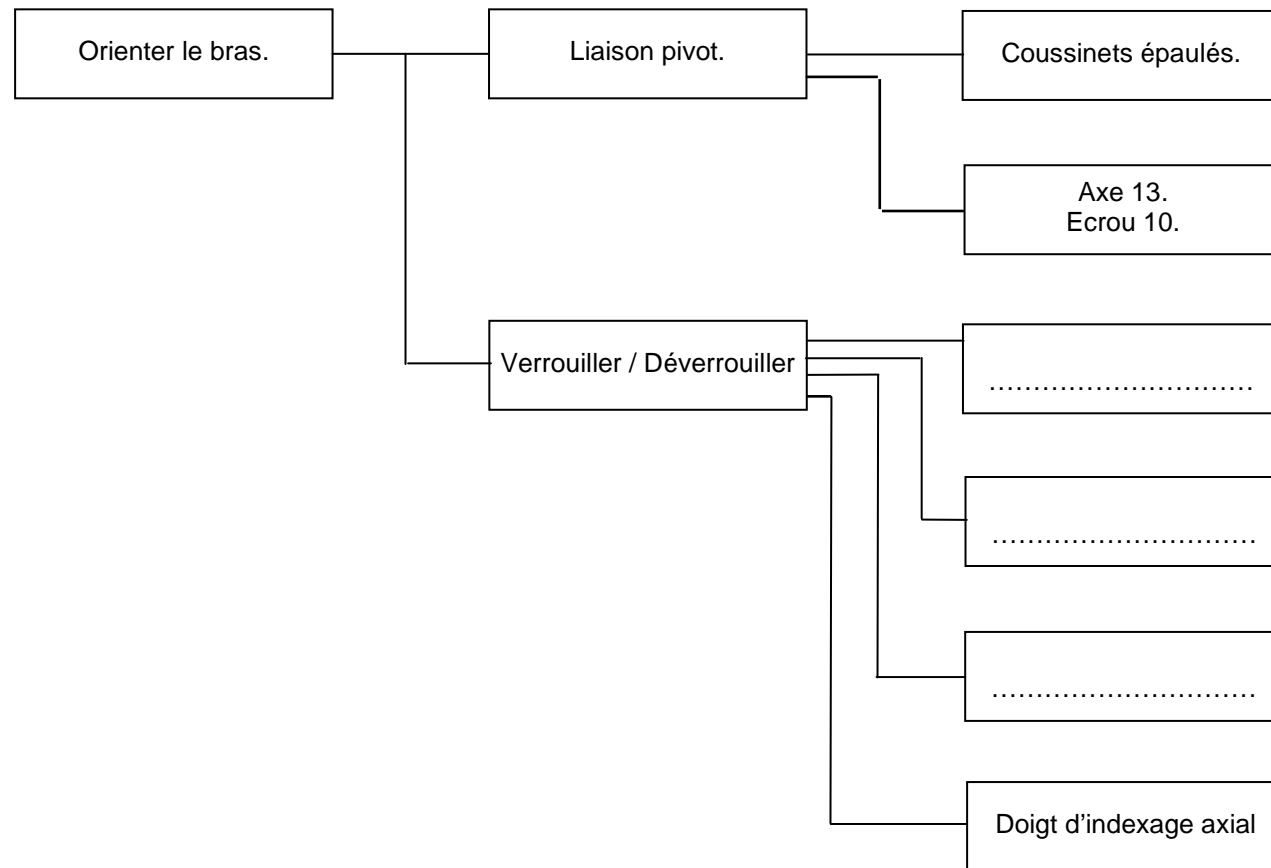 Orienter le bras.
Liaison pivot.
Coussinets épaulés.
Axe 13.
Ecrou 10.
Verrouiller / Déverrouiller
…………………………
…………………………
…………………………
Doigt d’indexage axial